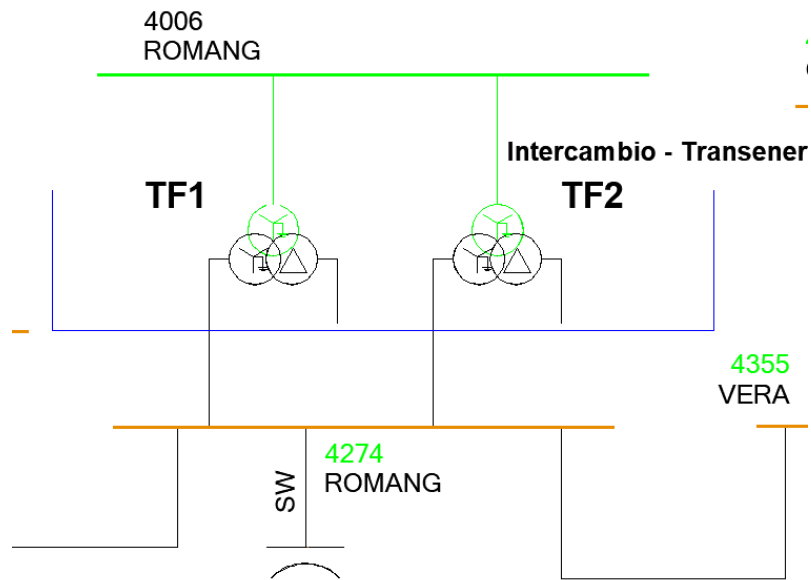 4006
ROMANG
Intercambio - Transener
TF1
TF2
4355
VERA
4274
ROMANG
SW